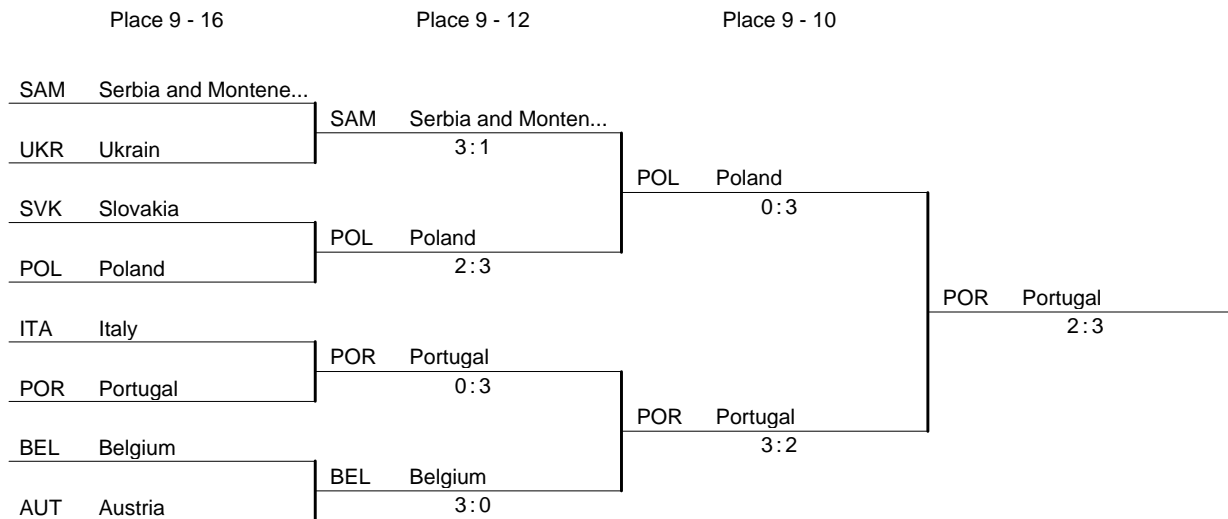 Place 9 - 16 Place 9 - 12 Place 9 - 10
SAM Serbia and Montene...
SAM Serbia and Monten...
3:1
UKR Ukrain
POL Poland
0:3
SVK Slovakia
POL Poland
2:3
POL Poland
POR Portugal
2:3
ITA Italy
POR Portugal
0:3
POR Portugal
POR Portugal
3:2
BEL Belgium
BEL Belgium
3:0
AUT Austria